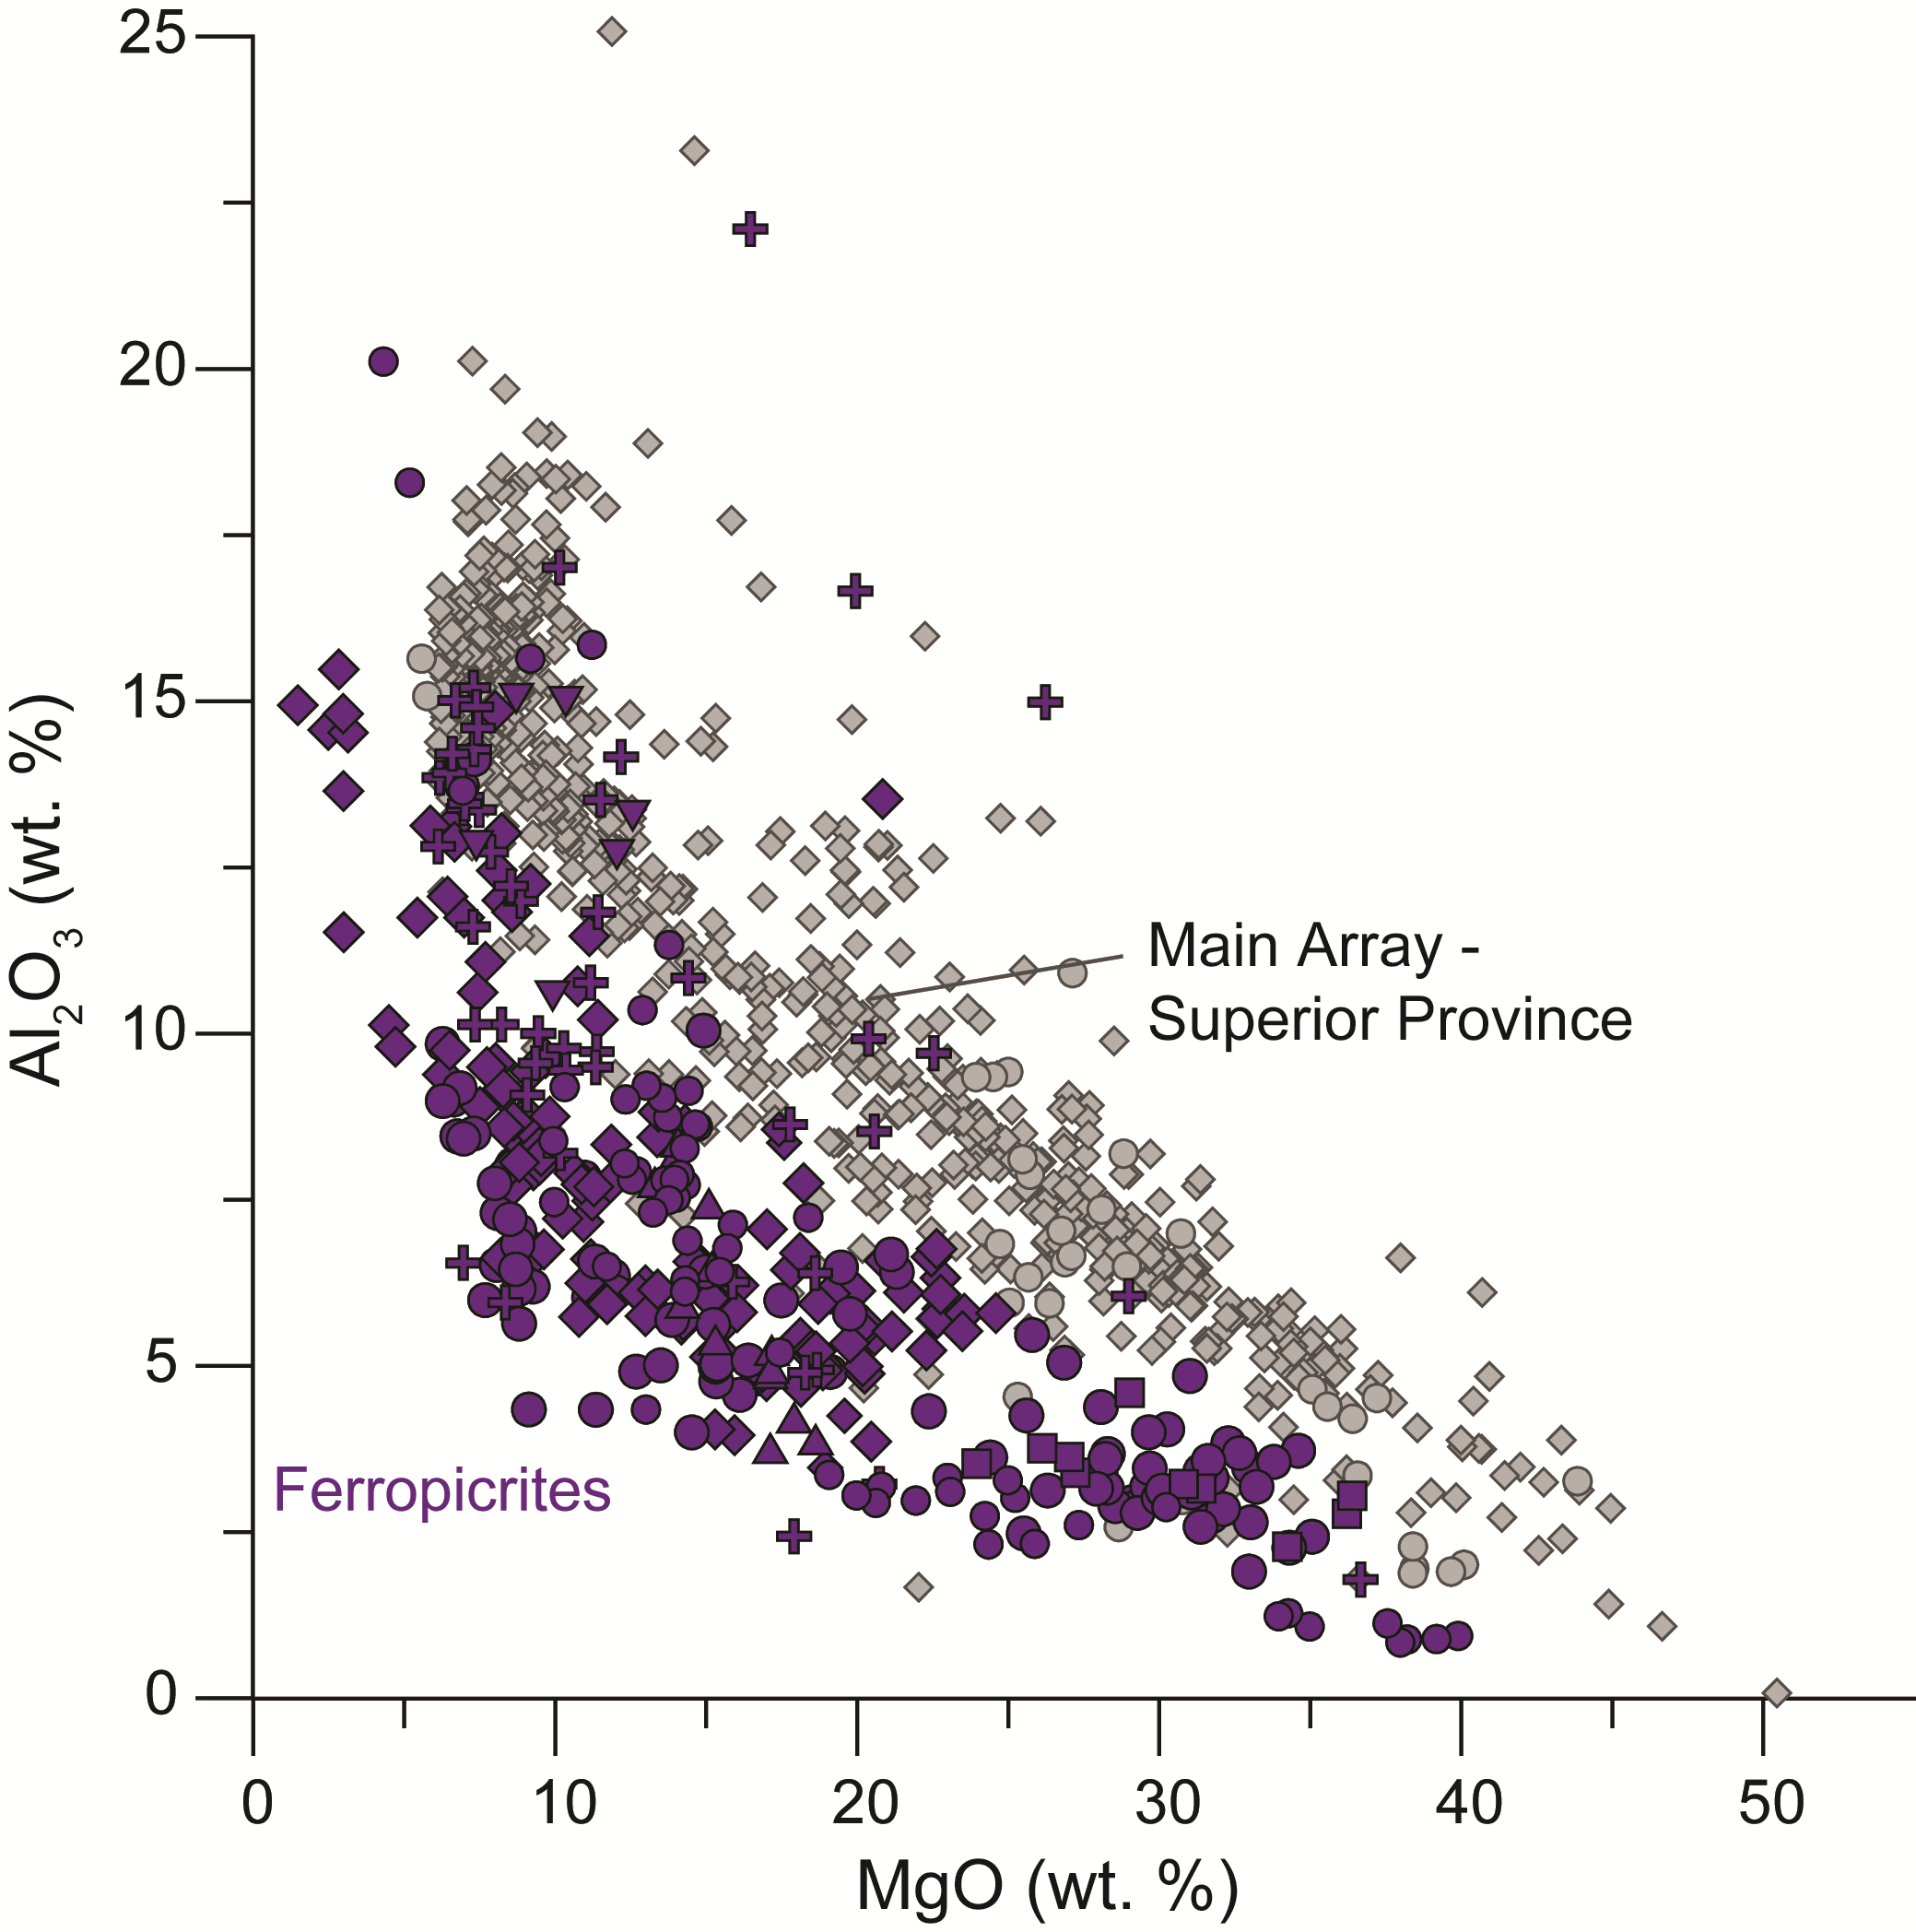 25
20
15
10
5
0
Al2O3 (wt. %)
Main Array -
Superior Province
Ferropicrites
0 10 20 30 40 50
MgO (wt. %)